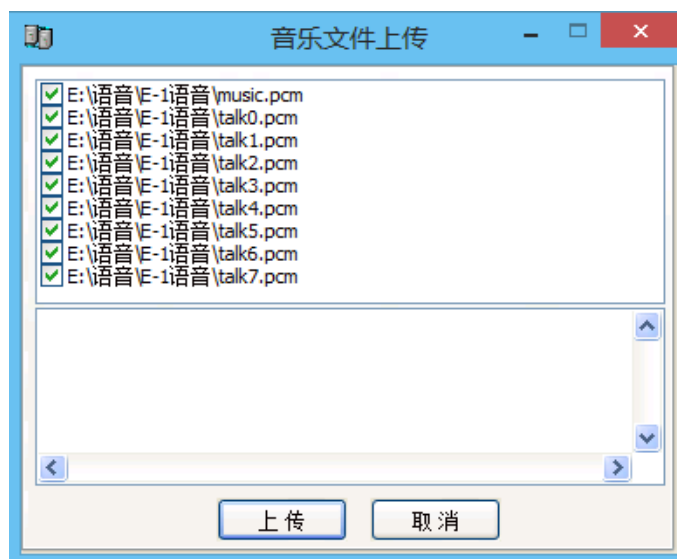 音乐文件上传
E:\语音\E-1语音\music.pcm
E:\语音\E-1语音\talk0.pcm
E:\语音\E-1语音\talk1.pcm
E:\语音\E-1语音\talk2.pcm
E:\语音\E-1语音\talk3.pcm
E:\语音\E-1语音\talk4.pcm
E:\语音\E-1语音\talk5.pcm
E:\语音\E-1语音\talk6.pcm
E:\语音\E-1语音\talk7.pcm
上传 取消